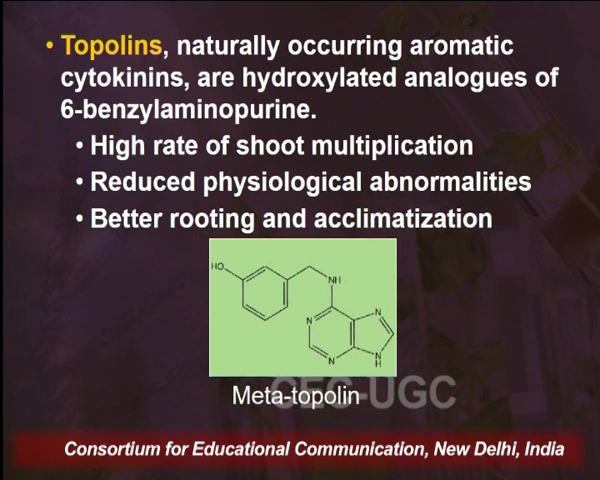 • Topolins, naturally occurring aromatic
cytokinins, are hydroxylated analogues of
6-benzylaminopurine.
• High rate of shoot multiplication
• Reduced physiological abnormalities
• Better rooting and acclimatization
HO
NH
N
N
N
N
H
Meta-topolin
CEC-UGC
Consortium for Educational Communication, New Delhi, India